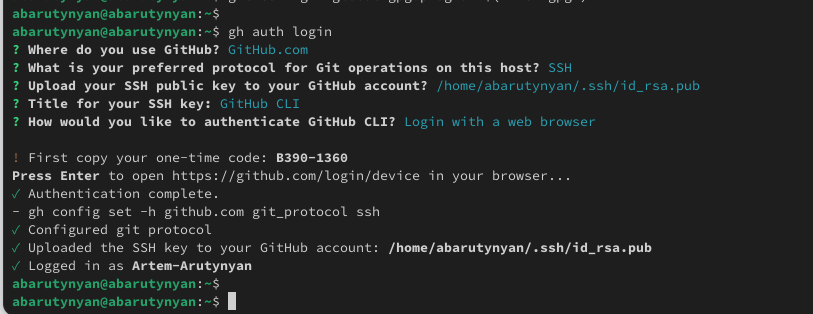 abarutynyan@abarutynyan:~$
abarutynyan@abarutynyan:~$ gh auth login
? Where do you use GitHub? GitHub.com
? What is your preferred protocol for Git operations on this host? SSH
? Upload your SSH public key to your GitHub account? /home/abarutynyan/.ssh/id_rsa.pub
? Title for your SSH key: GitHub CLI
? How would you like to authenticate GitHub CLI? Login with a web browser
! First copy your one-time code: B390-1360
Press Enter to open https://github.com/login/device in your browser...
✓ Authentication complete.
- gh config set -h github.com git_protocol ssh
✓ Configured git protocol
✓ Uploaded the SSH key to your GitHub account: /home/abarutynyan/.ssh/id_rsa.pub
✓ Logged in as Artem-Arutynyan
abarutynyan@abarutynyan:~$
abarutynyan@abarutynyan:~$